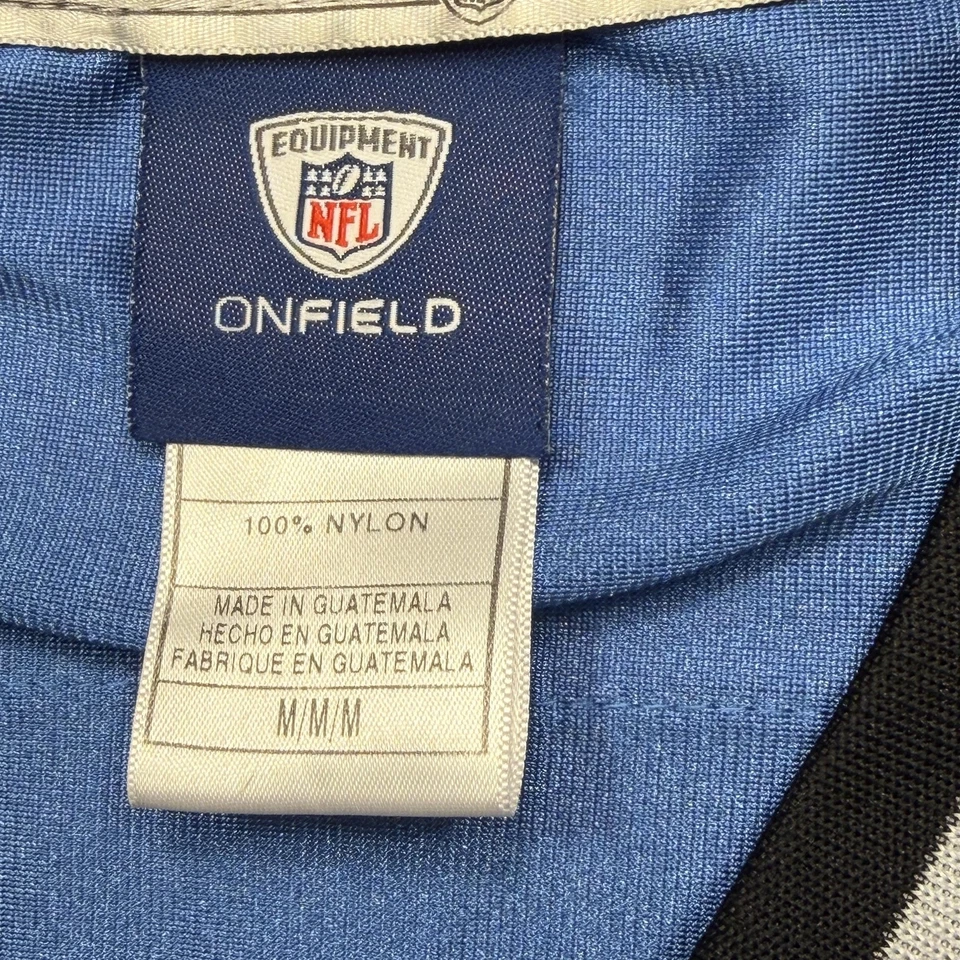 EQUIPMENT
NFL
ONFIELD
100% NYLON
MADE IN GUATEMALA
HECHO EN GUATEMALA
FABRIQUE EN GUATEMALA
M/M/M